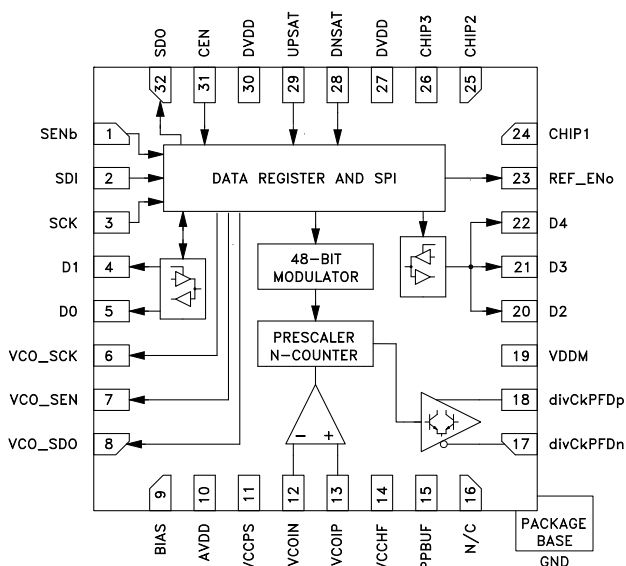 SDO
CEN
DVDD
UPSAT
DNSAT
DVDD
CHIP3
CHIP2
32
31
30
29
28
27
26
25
SENb 1
SDI 2
SCK 3
D1 4
D0 5
VCO_SCK 6
VCO_SEN 7
VCO_SDO 8
DATA REGISTER AND SPI
48-BIT
MODULATOR
PRESCALER
N-COUNTER
- +
24 CHIP1
23 REF_ENo
22 D4
21 D3
20 D2
19 VDDM
18 divCkPFDp
17 divCkPFDn
9
10
11
12
13
14
15
16
BIAS
AVDD
VCCPS
VCOIN
VCOIP
VCCHF
PPBUF
N/C
PACKAGE
BASE
GND